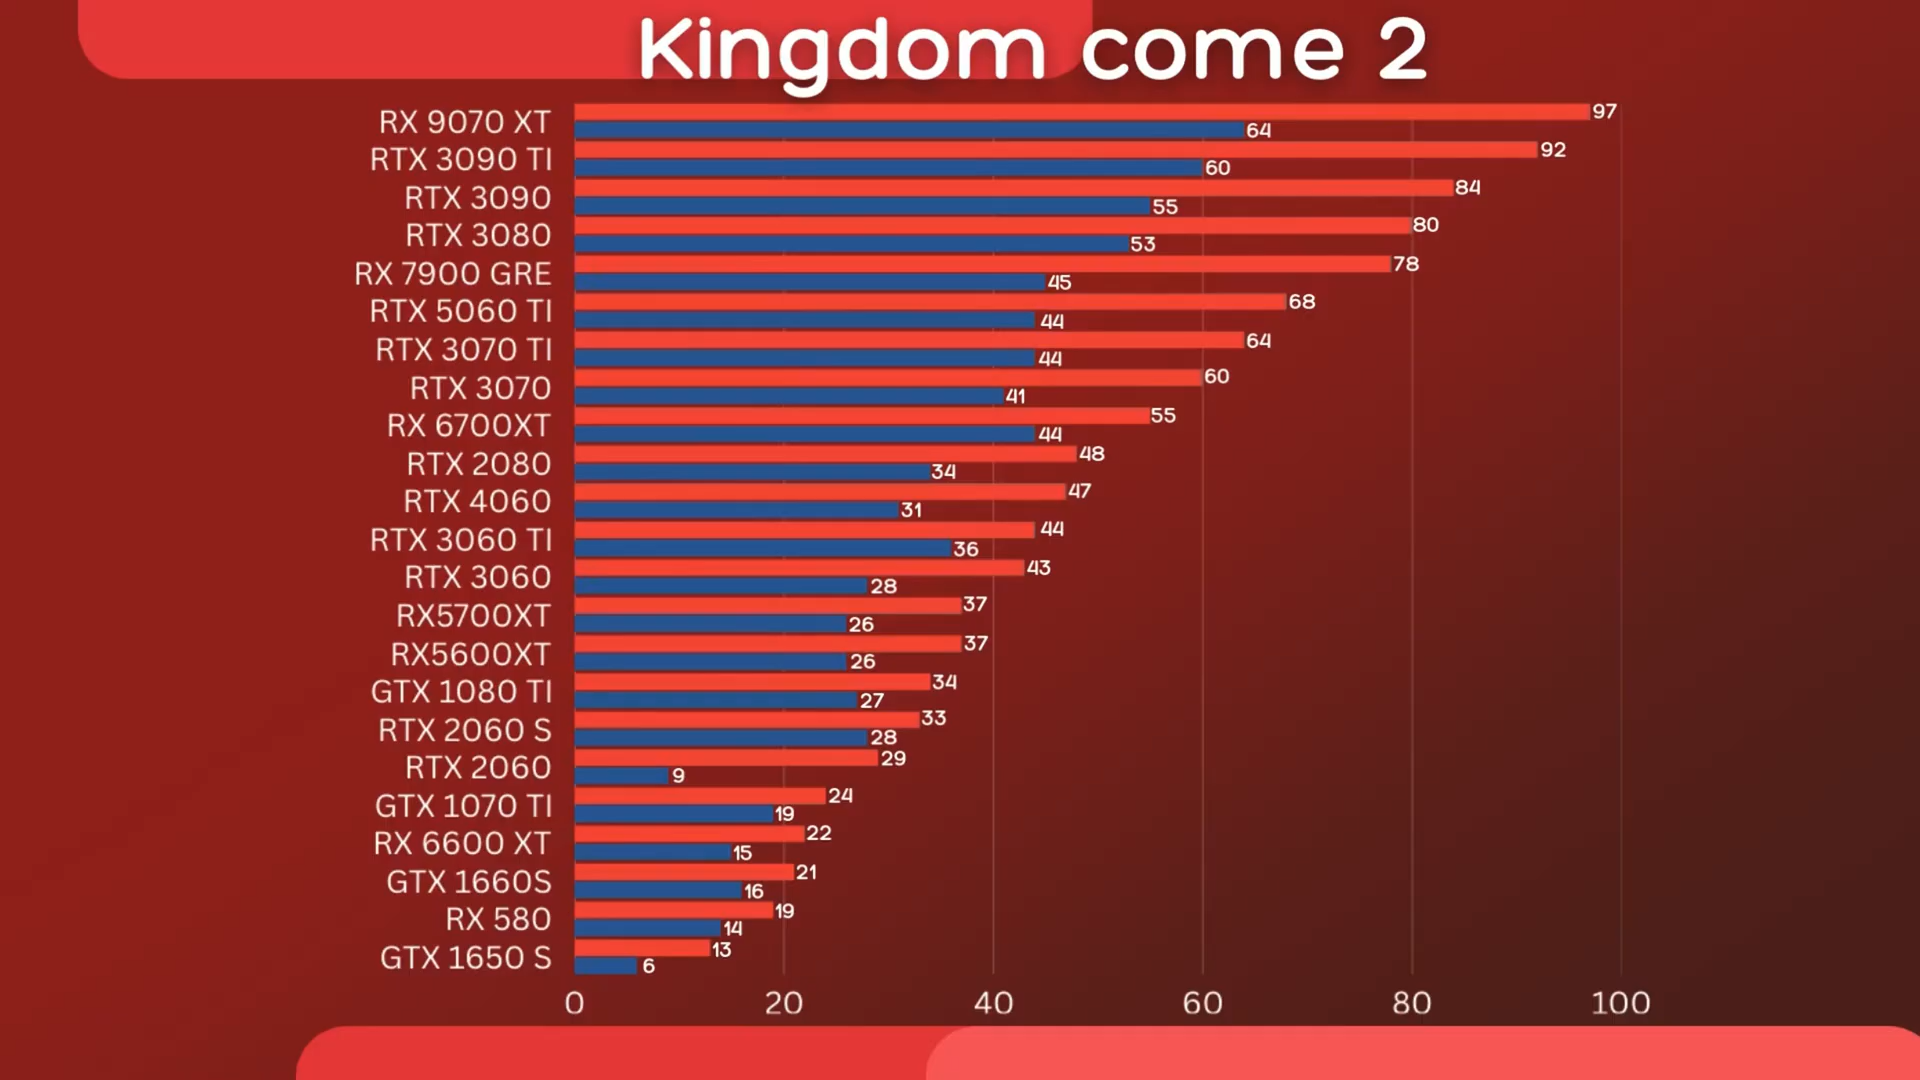 Kingdom come 2
RX 9070 XT 97 64
RTX 3090 TI 92 60
RTX 3090 84 55
RTX 3080 80 53
RX 7900 GRE 78 45
RTX 5060 TI 68 44
RTX 3070 TI 64 44
RTX 3070 60 41
RX 6700XT 55 44
RTX 2080 48 34
RTX 4060 47 31
RTX 3060 TI 44 36
RTX 3060 43 28
RX5700XT 37 26
RX5600XT 37 26
GTX 1080 TI 34 27
RTX 2060 S 33 28
RTX 2060 29 9
GTX 1070 TI 24 19
RX 6600 XT 22 15
GTX 1660S 21 16
RX 580 19 14
GTX 1650 S 13 6
0 20 40 60 80 100